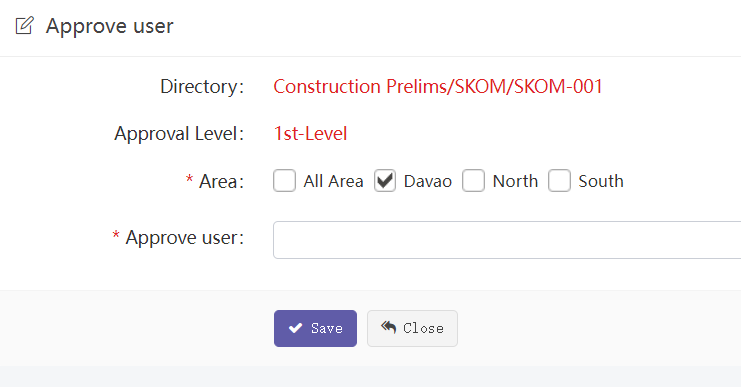 Approve user
Directory: Construction Prelims/SKOM/SKOM-001
Approval Level: 1st-Level
* Area: All Area Davao North South
* Approve user:
Save Close